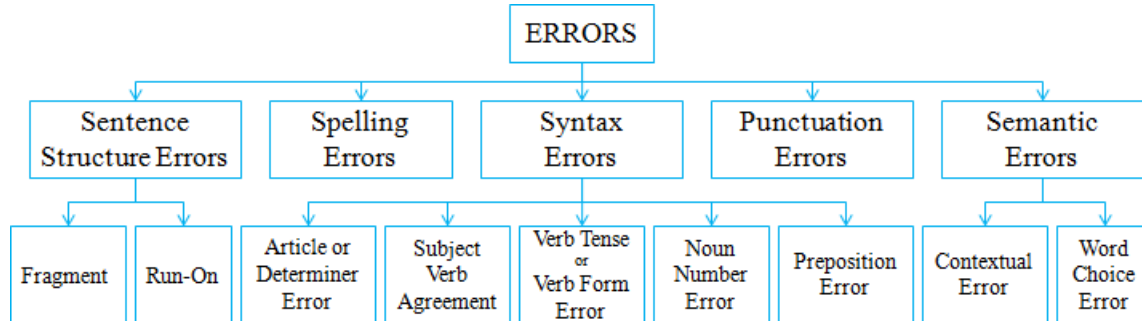 ERRORS
Sentence
Structure Errors
Spelling
Errors
Syntax
Errors
Punctuation
Errors
Semantic
Errors
Fragment
Run-On
Article or
Determiner
Error
Subject
Verb
Agreement
Verb Tense
or
Verb Form
Error
Noun
Number
Error
Preposition
Error
Contextual
Error
Word
Choice
Error